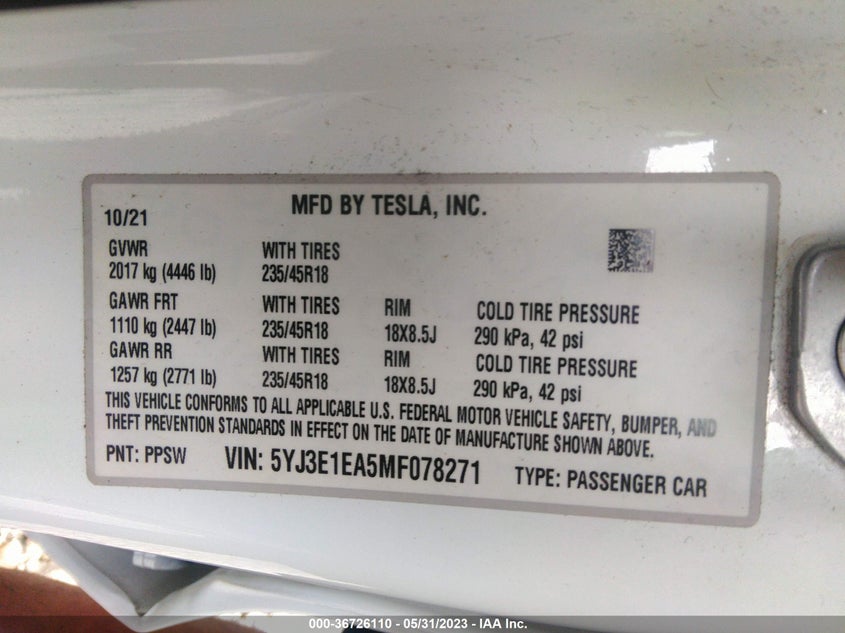 MFD BY TESLA, INC.
10/21
GVWR WITH TIRES
2017 kg (4446 lb) 235/45R18
GAWR FRT WITH TIRES RIM COLD TIRE PRESSURE
1110 kg (2447 lb) 235/45R18 18X8.5J 290 kPa, 42 psi
GAWR RR WITH TIRES RIM COLD TIRE PRESSURE
1257 kg (2771 lb) 235/45R18 18X8.5J 290 kPa, 42 psi
THIS VEHICLE CONFORMS TO ALL APPLICABLE U.S. FEDERAL MOTOR VEHICLE SAFETY, BUMPER, AND
THEFT PREVENTION STANDARDS IN EFFECT ON THE DATE OF MANUFACTURE SHOWN ABOVE.
PNT: PPSW VIN: 5YJ3E1EA5MF078271 TYPE: PASSENGER CAR
000-36726110 - 05/31/2023 - IAA Inc.